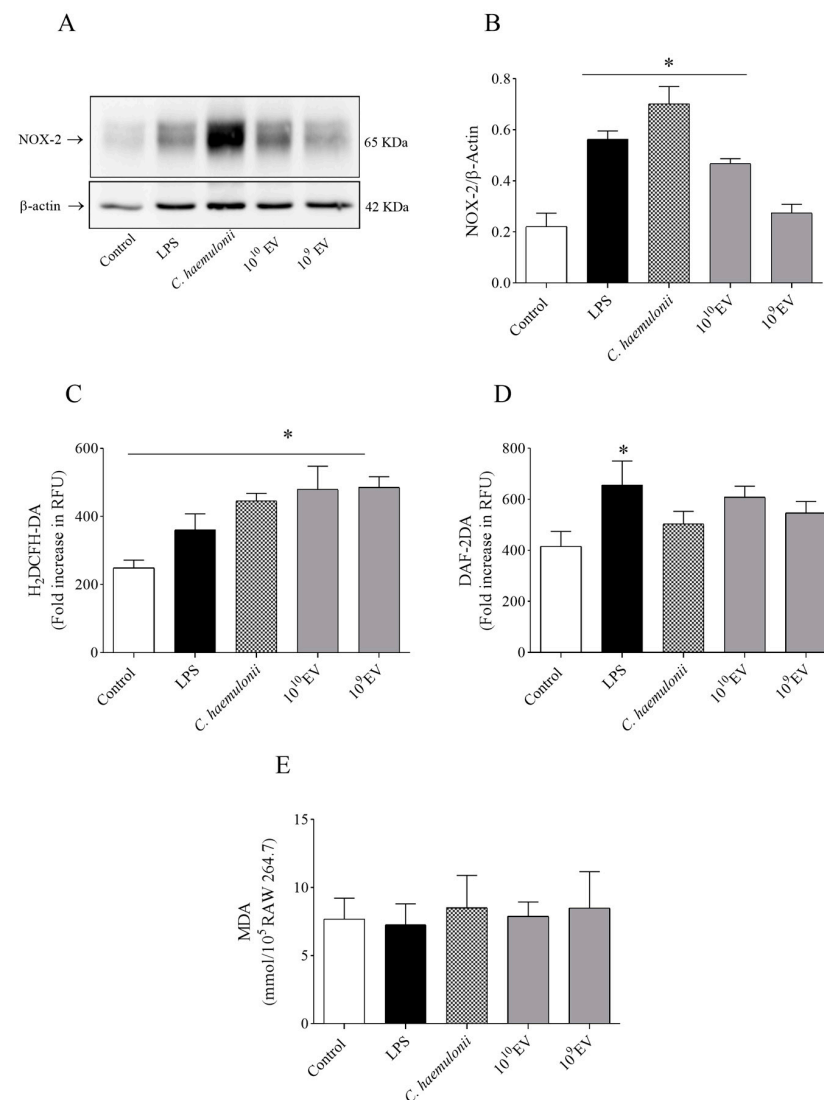 A
NOX-2 →
65 KDa
β-actin →
42 KDa
Control
LPS
C. haemulonii
10¹⁰ EV
10⁹ EV
B
*
NOX-2/β-Actin
0.8
0.6
0.4
0.2
0.0
Control
LPS
C. haemulonii
10¹⁰EV
10⁹EV
C
*
H₂DCFH-DA
(Fold increase in RFU)
600
400
200
0
Control
LPS
C. haemulonii
10¹⁰EV
10⁹EV
D
*
DAF-2DA
(Fold increase in RFU)
800
600
400
200
0
Control
LPS
C. haemulonii
10¹⁰EV
10⁹EV
E
MDA
(mmol/10⁵ RAW 264.7)
15
10
5
0
Control
LPS
C. haemulonii
10¹⁰EV
10⁹EV